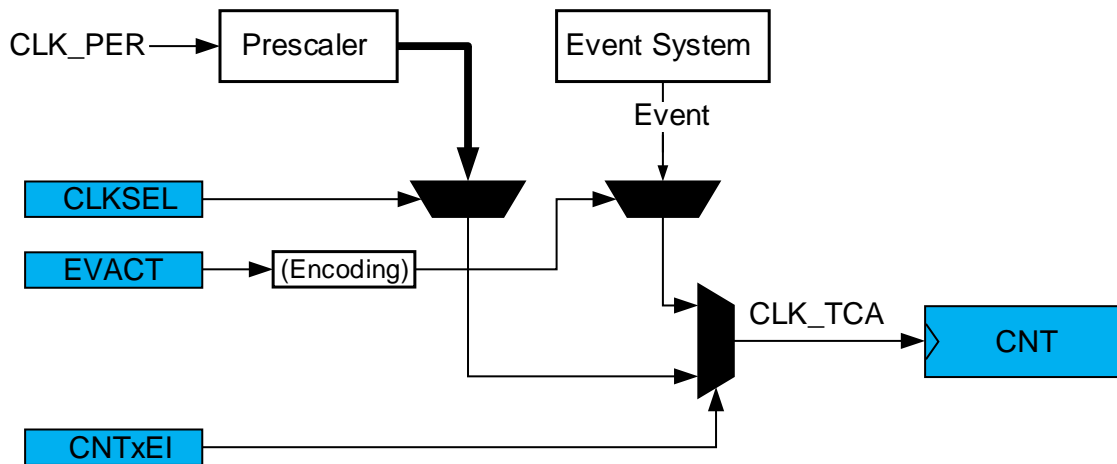 CLK_PER
Prescaler
Event System
Event
CLKSEL
EVACT
(Encoding)
CLK_TCA
CNT
CNTxEI